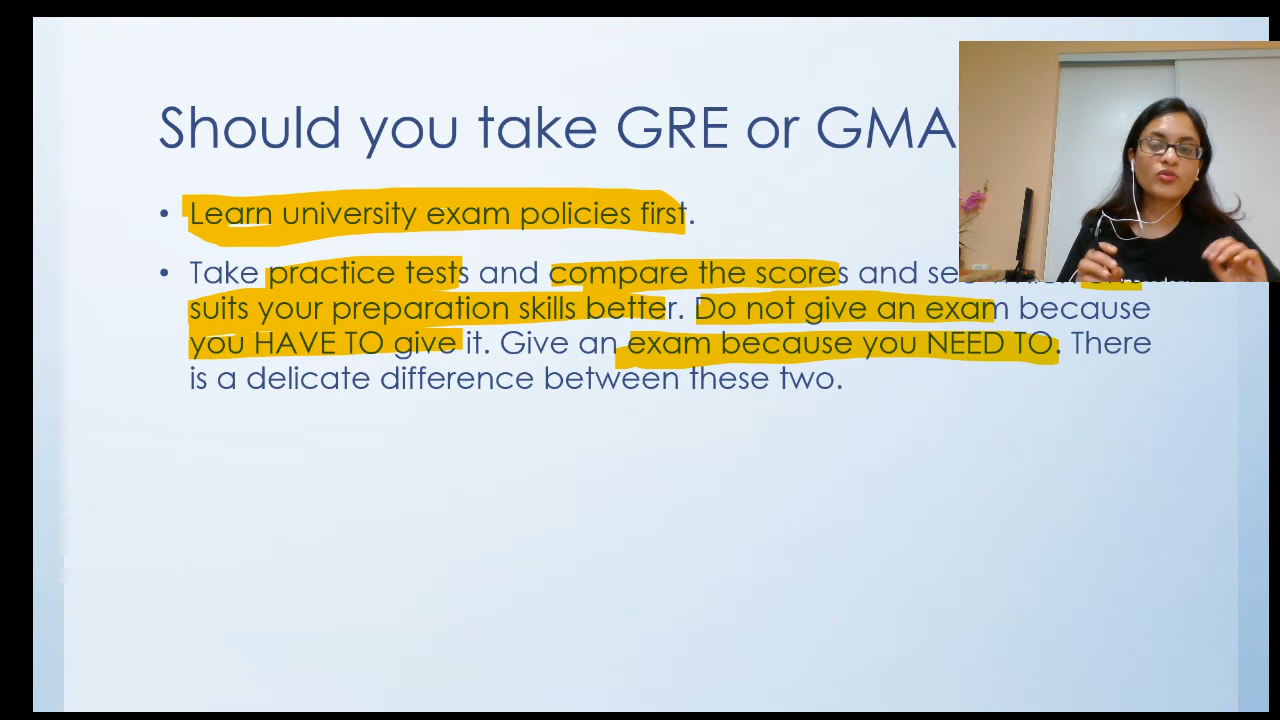 Should you take GRE or GMA
• Learn university exam policies first.
• Take practice tests and compare the scores and
suits your preparation skills better. Do not give an exam because
you HAVE TO give it. Give an exam because you NEED TO. There
is a delicate difference between these two.